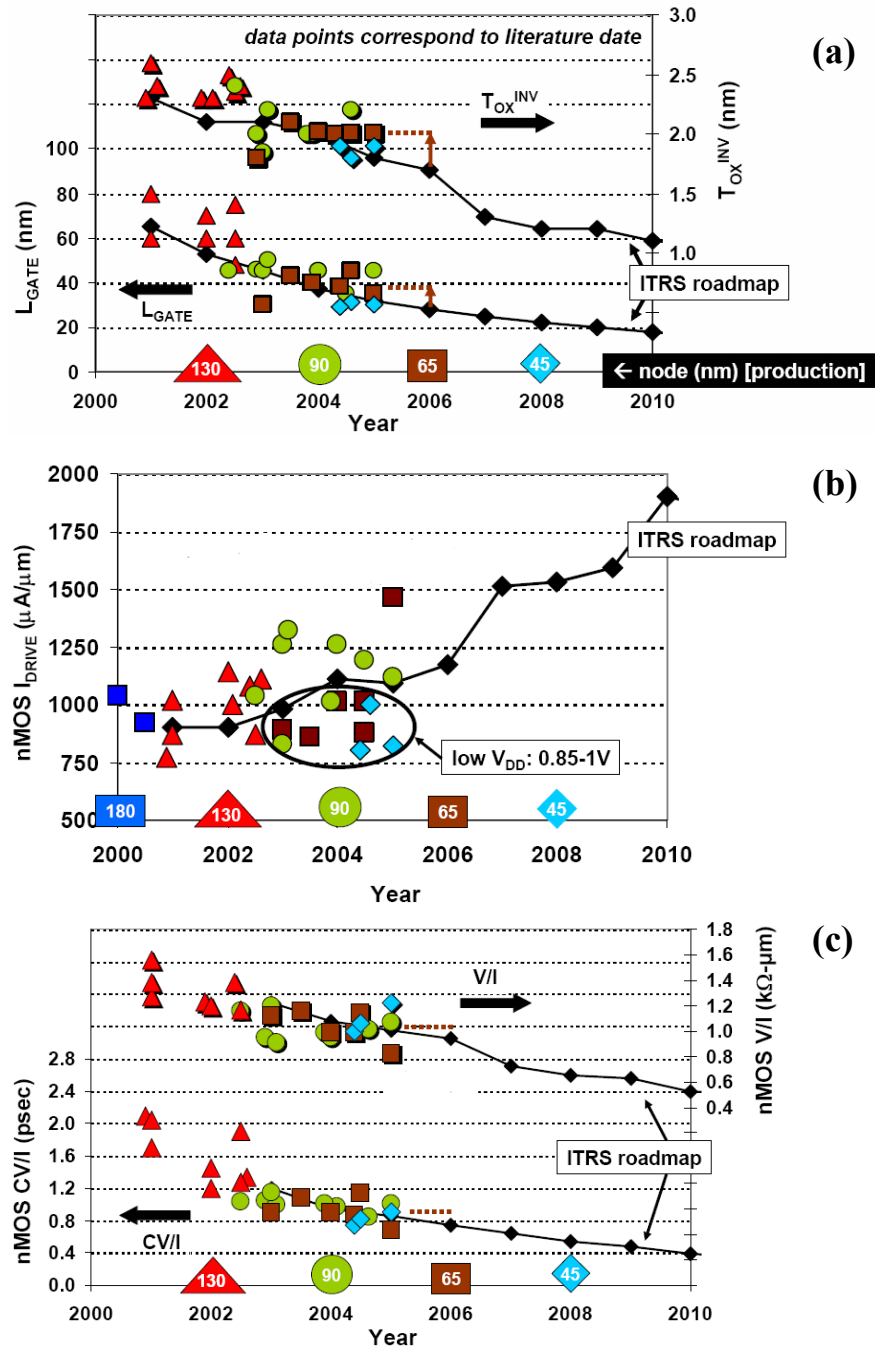 data points correspond to literature date
(a)
3.0
2.5
2.0
1.5
1.0
T_OX^INV
T_OX^INV (nm)
100
80
60
40
20
0
L_GATE (nm)
L_GATE
ITRS roadmap
130
90
65
45
← node (nm) [production]
2000 2002 2004 2006 2008 2010
Year
(b)
2000
1750
1500
1250
1000
750
500
nMOS I_DRIVE (μA/μm)
ITRS roadmap
low V_DD: 0.85-1V
180
130
90
65
45
2000 2002 2004 2006 2008 2010
Year
(c)
1.8
1.6
1.4
1.2
1.0
0.8
0.6
0.4
nMOS V/I (kΩ-μm)
V/I
2.8
2.4
2.0
1.6
1.2
0.8
0.4
0.0
nMOS CV/I (psec)
CV/I
ITRS roadmap
130
90
65
45
2000 2002 2004 2006 2008 2010
Year